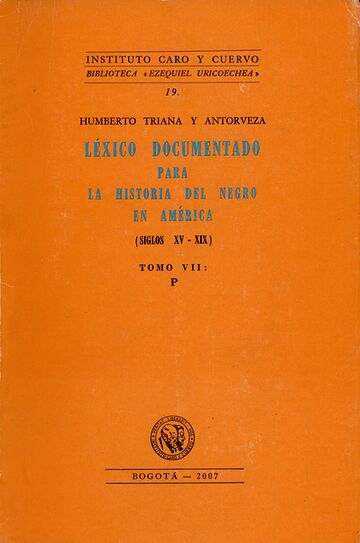 INSTITUTO CARO Y CUERVO
BIBLIOTECA «EZEQUIEL URICOECHEA»
19.
HUMBERTO TRIANA Y ANTORVEZA
LÉXICO DOCUMENTADO
PARA
LA HISTORIA DEL NEGRO
EN AMÉRICA
(SIGLOS XV - XIX)
TOMO VII:
P
BOGOTÁ — 2007